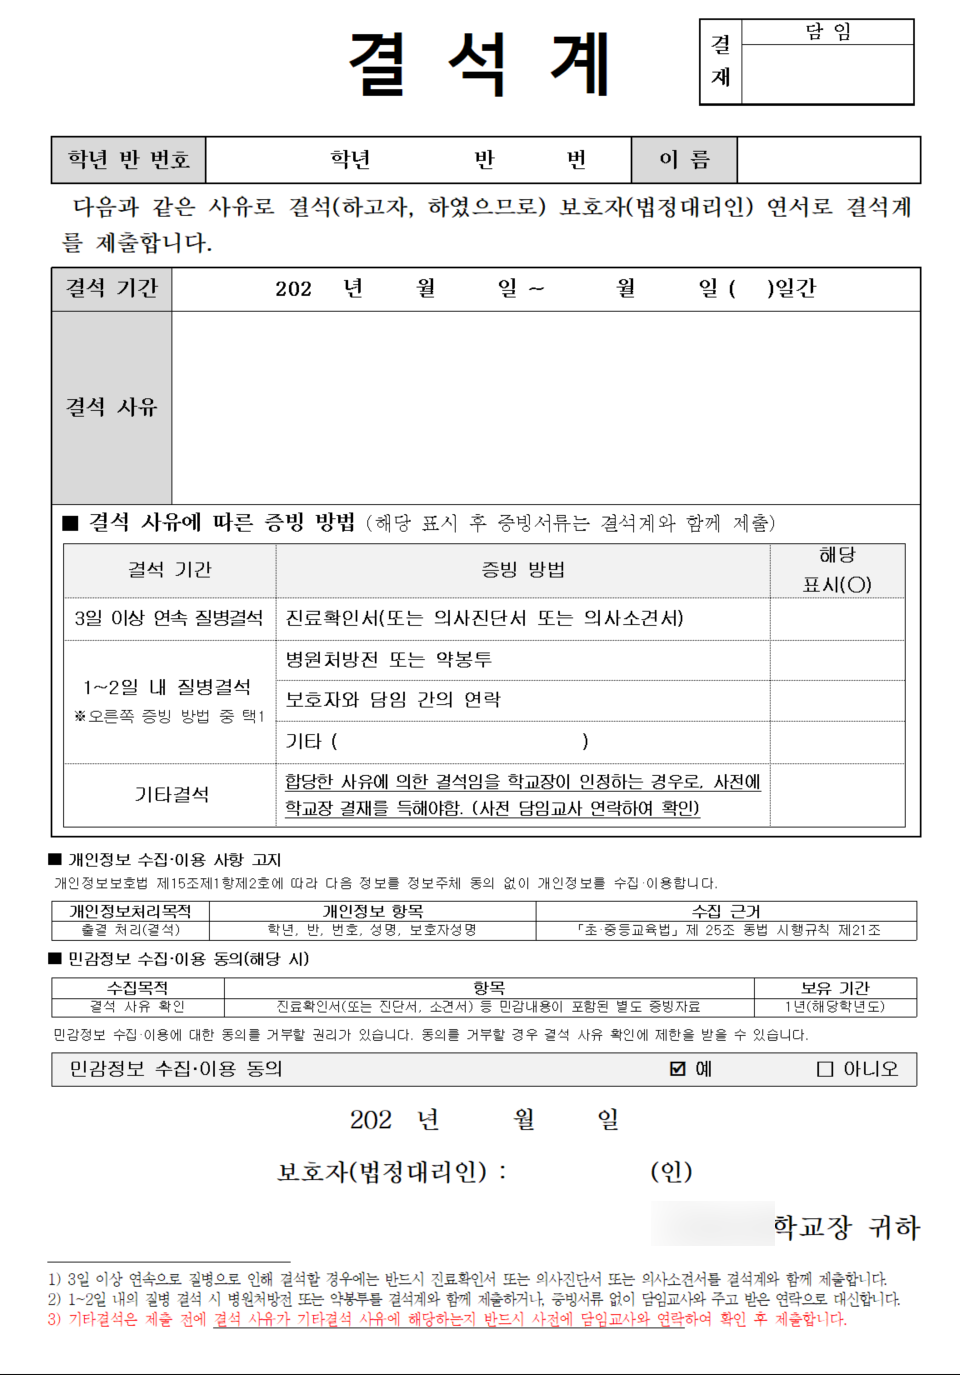 결 석 계
결 재
담 임
학년 반 번호 학년 반 번 이 름
다음과 같은 사유로 결석(하고자, 하였으므로) 보호자(법정대리인) 연서로 결석계
를 제출합니다.
결석 기간 202 년 월 일 ~ 월 일 ( )일간
결석 사유
■ 결석 사유에 따른 증빙 방법 (해당 표시 후 증빙서류는 결석계와 함께 제출)
결석 기간 증빙 방법 해당
표시(○)
3일 이상 연속 질병결석 진료확인서(또는 의사진단서 또는 의사소견서)
1~2일 내 질병결석
※오른쪽 증빙 방법 중 택1
병원처방전 또는 약봉투
보호자와 담임 간의 연락
기타 ( )
기타결석
합당한 사유에 의한 결석임을 학교장이 인정하는 경우로, 사전에
학교장 결재를 득해야함. (사전 담임교사 연락하여 확인)
■ 개인정보 수집·이용 사항 고지
개인정보보호법 제15조제1항제2호에 따라 다음 정보를 정보주체 동의 없이 개인정보를 수집·이용합니다.
개인정보처리목적 개인정보 항목 수집 근거
출결 처리(결석) 학년, 반, 번호, 성명, 보호자성명 「초·중등교육법」 제 25조 동법 시행규칙 제21조
■ 민감정보 수집·이용 동의(해당 시)
수집목적 항목 보유 기간
결석 사유 확인 진료확인서(또는 진단서, 소견서) 등 민감내용이 포함된 별도 증빙자료 1년(해당학년도)
민감정보 수집·이용에 대한 동의를 거부할 권리가 있습니다. 동의를 거부할 경우 결석 사유 확인에 제한을 받을 수 있습니다.
민감정보 수집·이용 동의 ☑ 예 □ 아니오
202 년 월 일
보호자(법정대리인) : (인)
학교장 귀하
1) 3일 이상 연속으로 질병으로 인해 결석할 경우에는 반드시 진료확인서 또는 의사진단서 또는 의사소견서를 결석계와 함께 제출합니다.
2) 1~2일 내의 질병 결석 시 병원처방전 또는 약봉투를 결석계와 함께 제출하거나, 증빙서류 없이 담임교사와 주고 받은 연락으로 대신합니다.
3) 기타결석은 제출 전에 결석 사유가 기타결석 사유에 해당하는지 반드시 사전에 담임교사와 연락하여 확인 후 제출합니다.